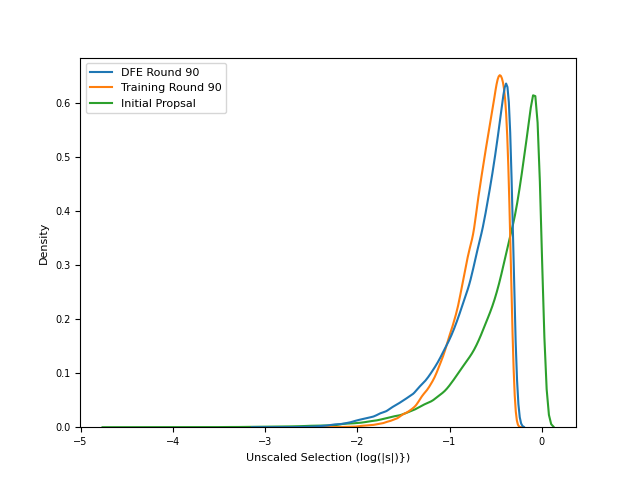 DFE Round 90
Training Round 90
Initial Propsal
0.6
0.5
0.4
0.3
0.2
0.1
0.0
Density
−5
−4
−3
−2
−1
0
Unscaled Selection (log(|s|)})